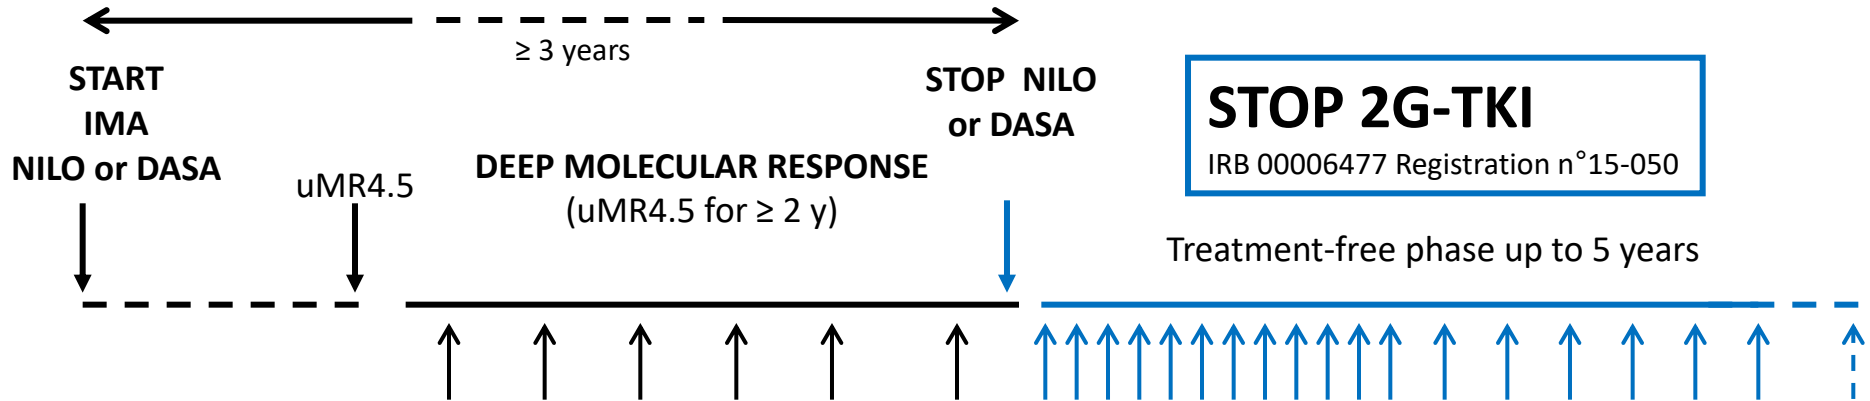 ≥ 3 years
START
IMA
NILO or DASA
uMR4.5
DEEP MOLECULAR RESPONSE
(uMR4.5 for ≥ 2 y)
STOP NILO
or DASA
STOP 2G-TKI
IRB 00006477 Registration n°15-050
Treatment-free phase up to 5 years